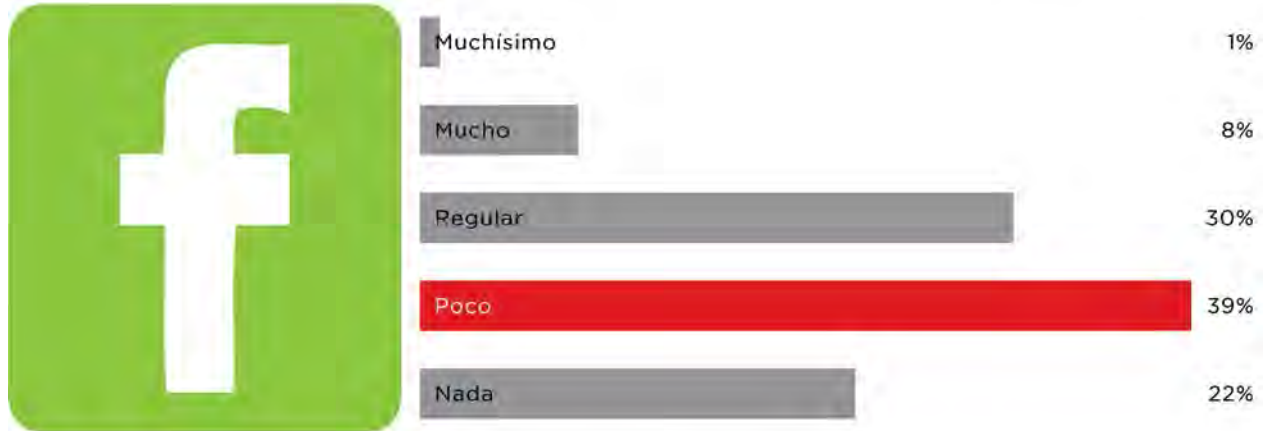 f
Muchísimo 1%
Mucho 8%
Regular 30%
Poco 39%
Nada 22%